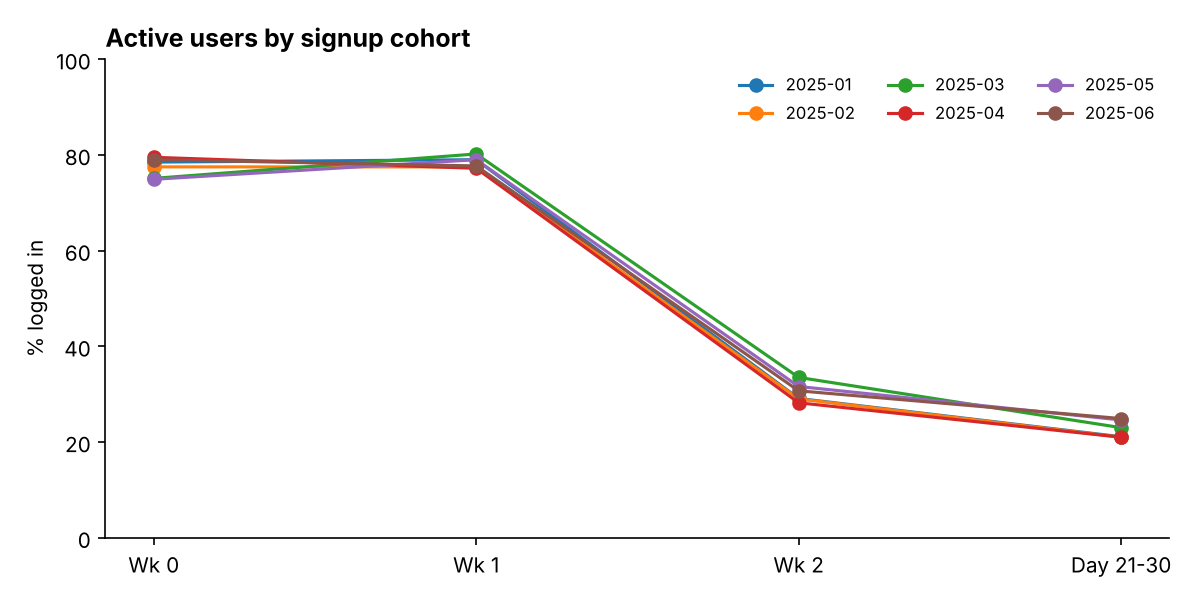 Active users by signup cohort
100
80
60
40
20
0
% logged in
2025-01
2025-02
2025-03
2025-04
2025-05
2025-06
Wk 0
Wk 1
Wk 2
Day 21-30